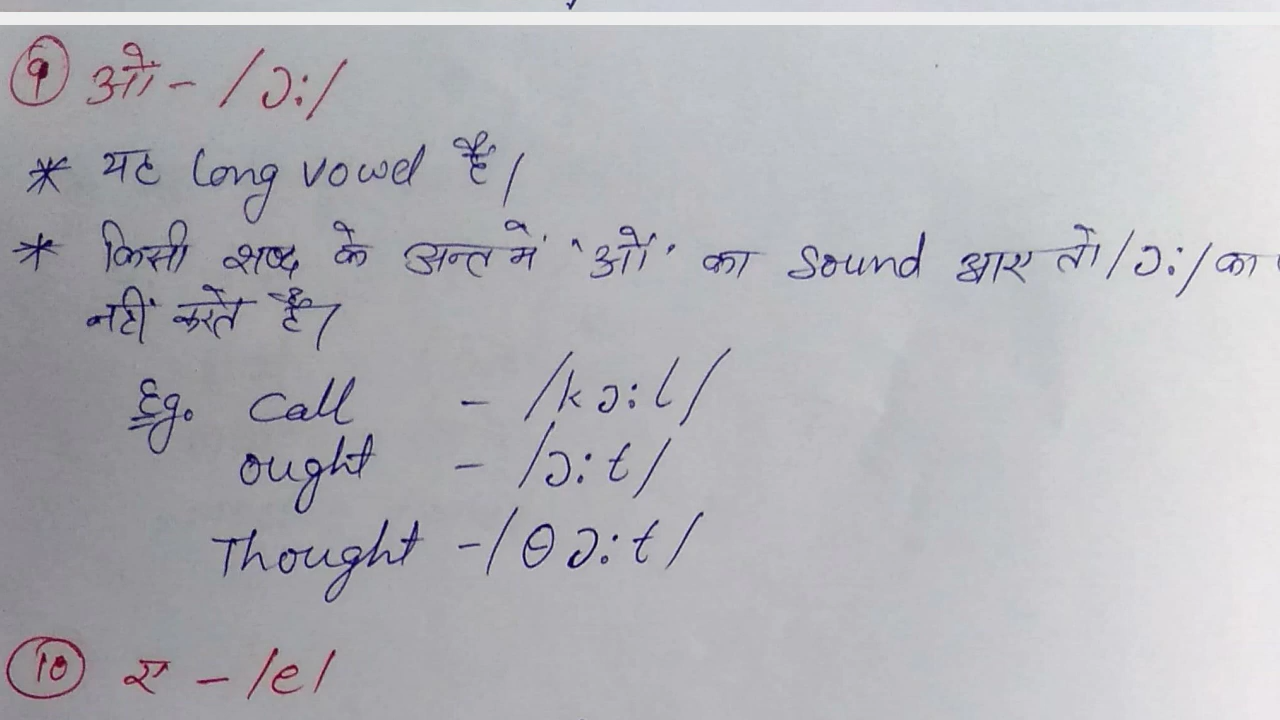 9 ओ - /ɔ:/
* यह long vowel है।
* किसी शब्द के अन्त में 'ओ' का sound आए तो /ɔ:/ का
नहीं करते है।
Eg. Call - /kɔ:l/
ought - /ɔ:t/
Thought - /θɔ:t/
10 ए - /e/